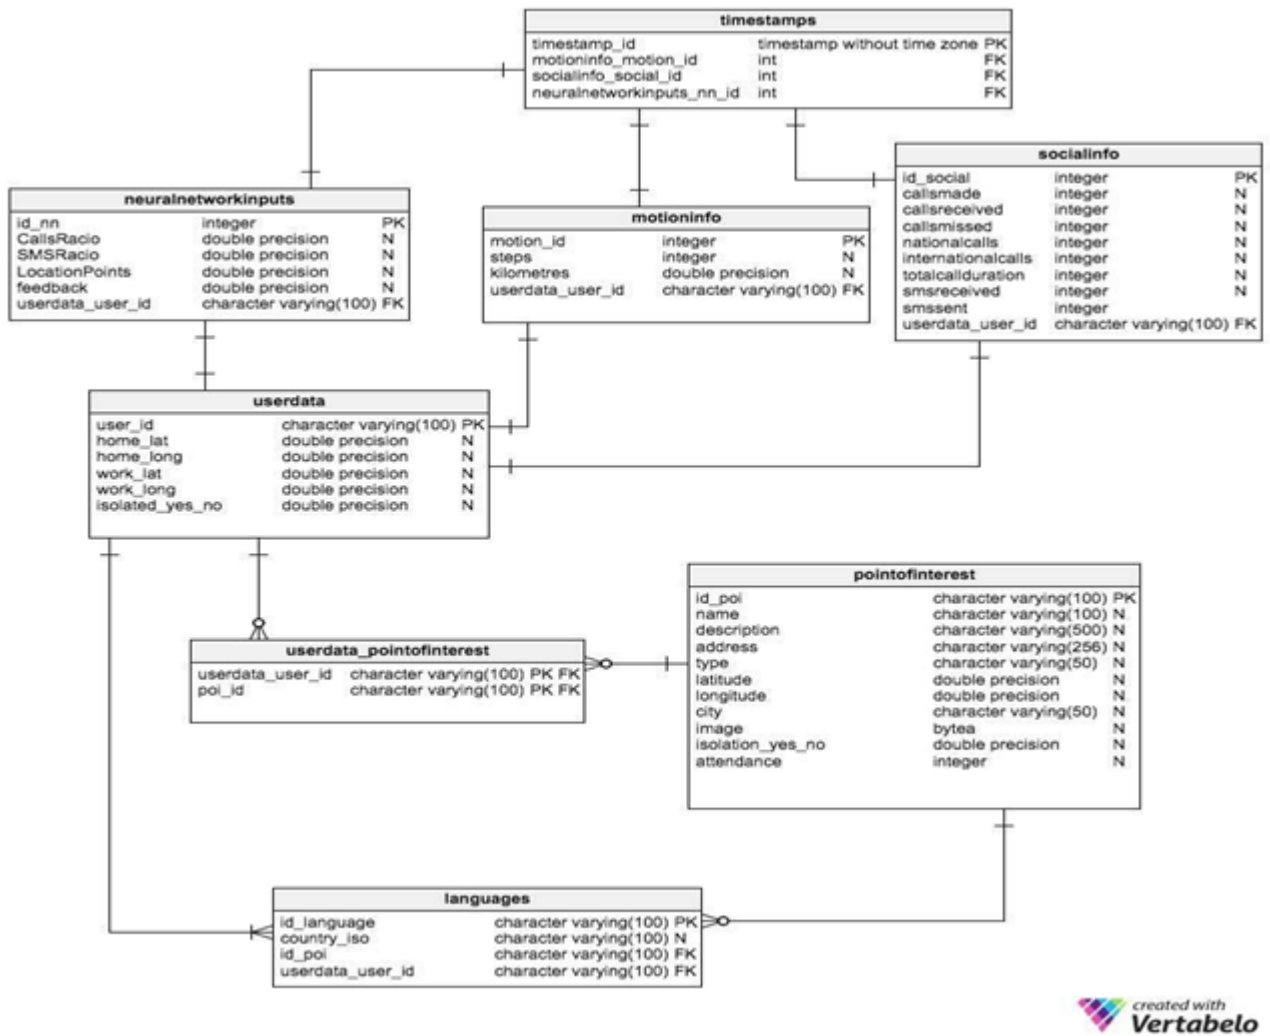 timestamps
timestamp_id timestamp without time zone PK
motioninfo_motion_id int FK
socialinfo_social_id int FK
neuralnetworkinputs_nn_id int FK
socialinfo
id_social integer PK
callsmade integer N
callsreceived integer N
callsmissed integer N
nationalcalls integer N
internationalcalls integer N
totalcallduration integer N
smsreceived integer N
smssent integer
userdata_user_id character varying(100) FK
neuralnetworkinputs
id_nn integer PK
CallsRacio double precision N
SMSRacio double precision N
LocationPoints double precision N
feedback double precision N
userdata_user_id character varying(100) FK
motioninfo
motion_id integer PK
steps integer N
kilometres double precision N
userdata_user_id character varying(100) FK
userdata
user_id character varying(100) PK
home_lat double precision N
home_long double precision N
work_lat double precision N
work_long double precision N
isolated_yes_no double precision N
pointofinterest
id_poi character varying(100) PK
name character varying(100) N
description character varying(500) N
address character varying(256) N
type character varying(50) N
latitude double precision N
longitude double precision N
city character varying(50) N
image bytea N
isolation_yes_no double precision N
attendance integer N
userdata_pointofinterest
userdata_user_id character varying(100) PK FK
poi_id character varying(100) PK FK
languages
id_language character varying(100) PK
country_iso character varying(100) N
id_poi character varying(100) FK
userdata_user_id character varying(100) FK
created with
Vertabelo